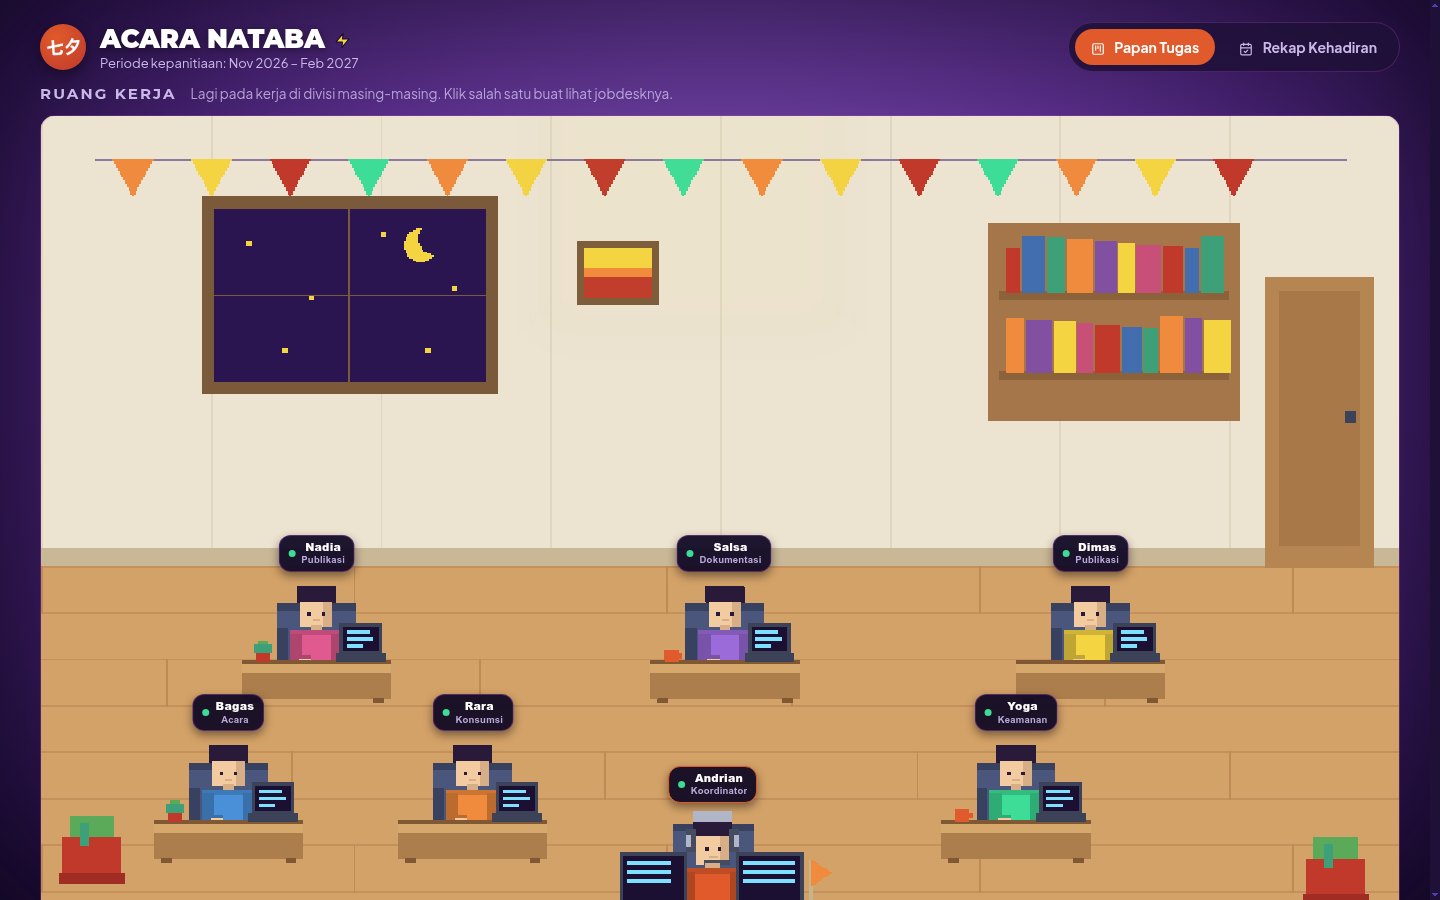 七夕
ACARA NATABA
Periode kepanitiaan: Nov 2026 – Feb 2027
Papan Tugas
Rekap Kehadiran
RUANG KERJA
Lagi pada kerja di divisi masing-masing. Klik salah satu buat lihat jobdesknya.
Nadia
Publikasi
Salsa
Dokumentasi
Dimas
Publikasi
Bagas
Acara
Rara
Konsumsi
Yoga
Keamanan
Andrian
Koordinator